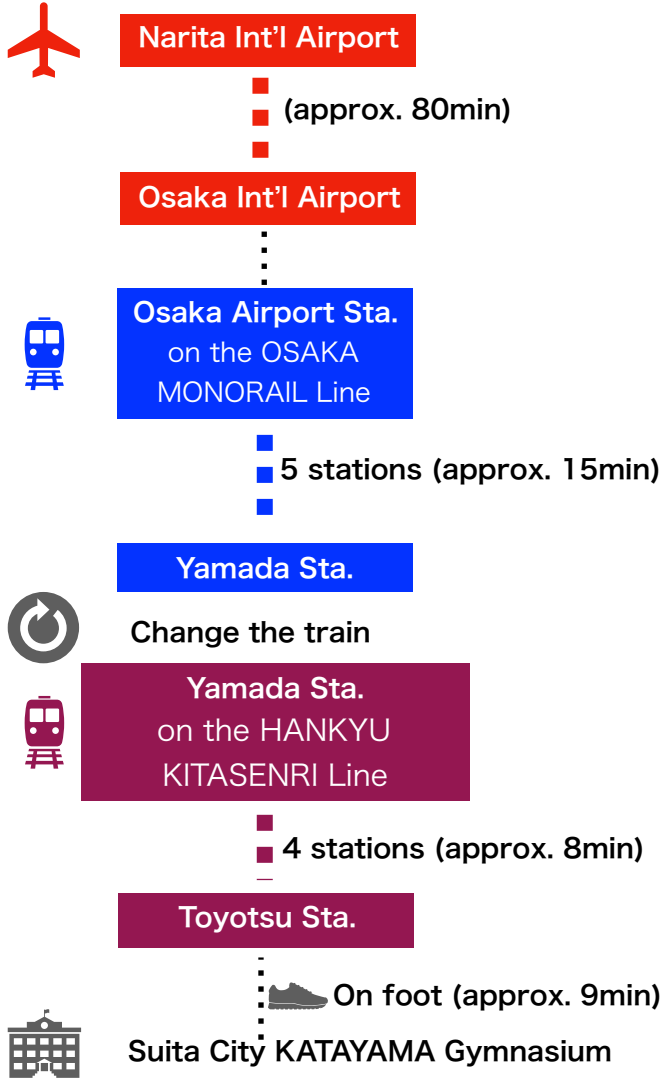 Narita Int'l Airport
(approx. 80min)
Osaka Int'l Airport
Osaka Airport Sta.
on the OSAKA
MONORAIL Line
5 stations (approx. 15min)
Yamada Sta.
Change the train
Yamada Sta.
on the HANKYU
KITASENRI Line
4 stations (approx. 8min)
Toyotsu Sta.
On foot (approx. 9min)
Suita City KATAYAMA Gymnasium